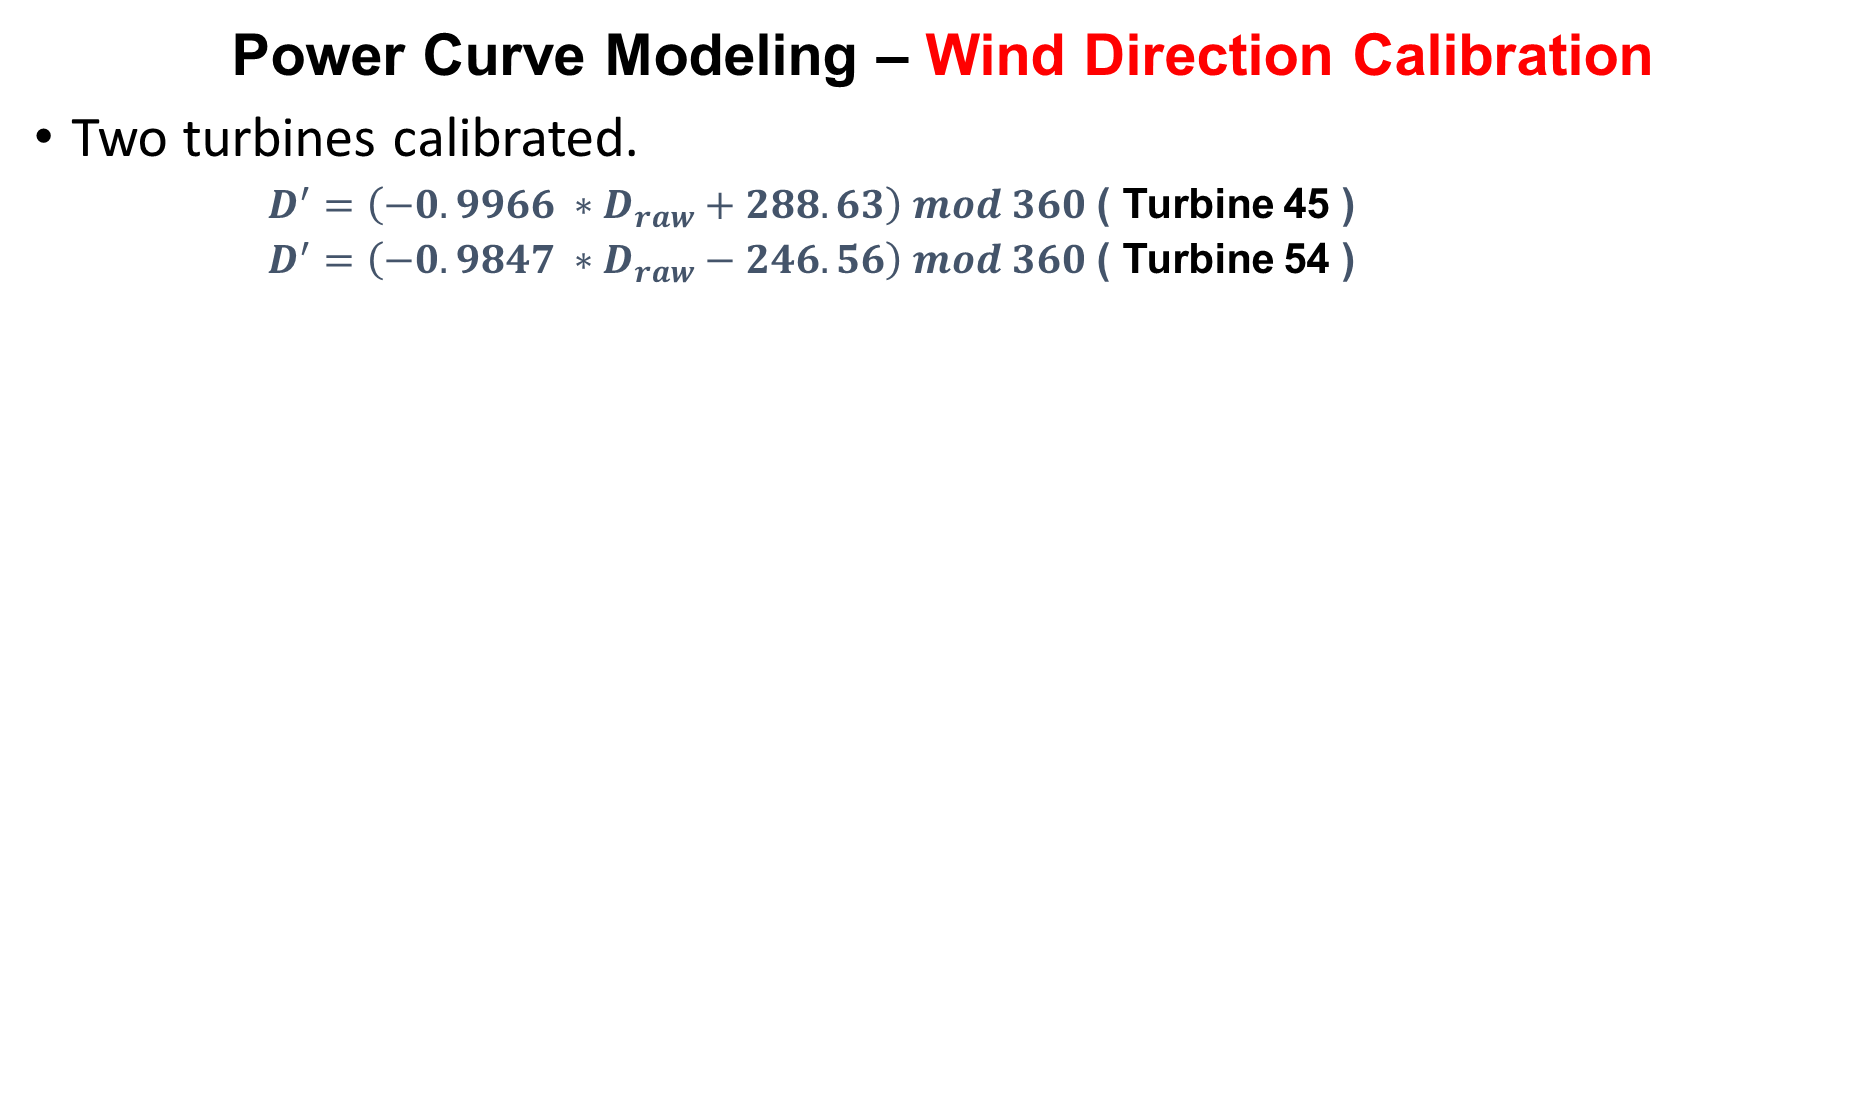 Power Curve Modeling – Wind Direction Calibration
• Two turbines calibrated.
D′ = (−0.9966 ∗ D_raw + 288.63) mod 360 ( Turbine 45 )
D′ = (−0.9847 ∗ D_raw − 246.56) mod 360 ( Turbine 54 )